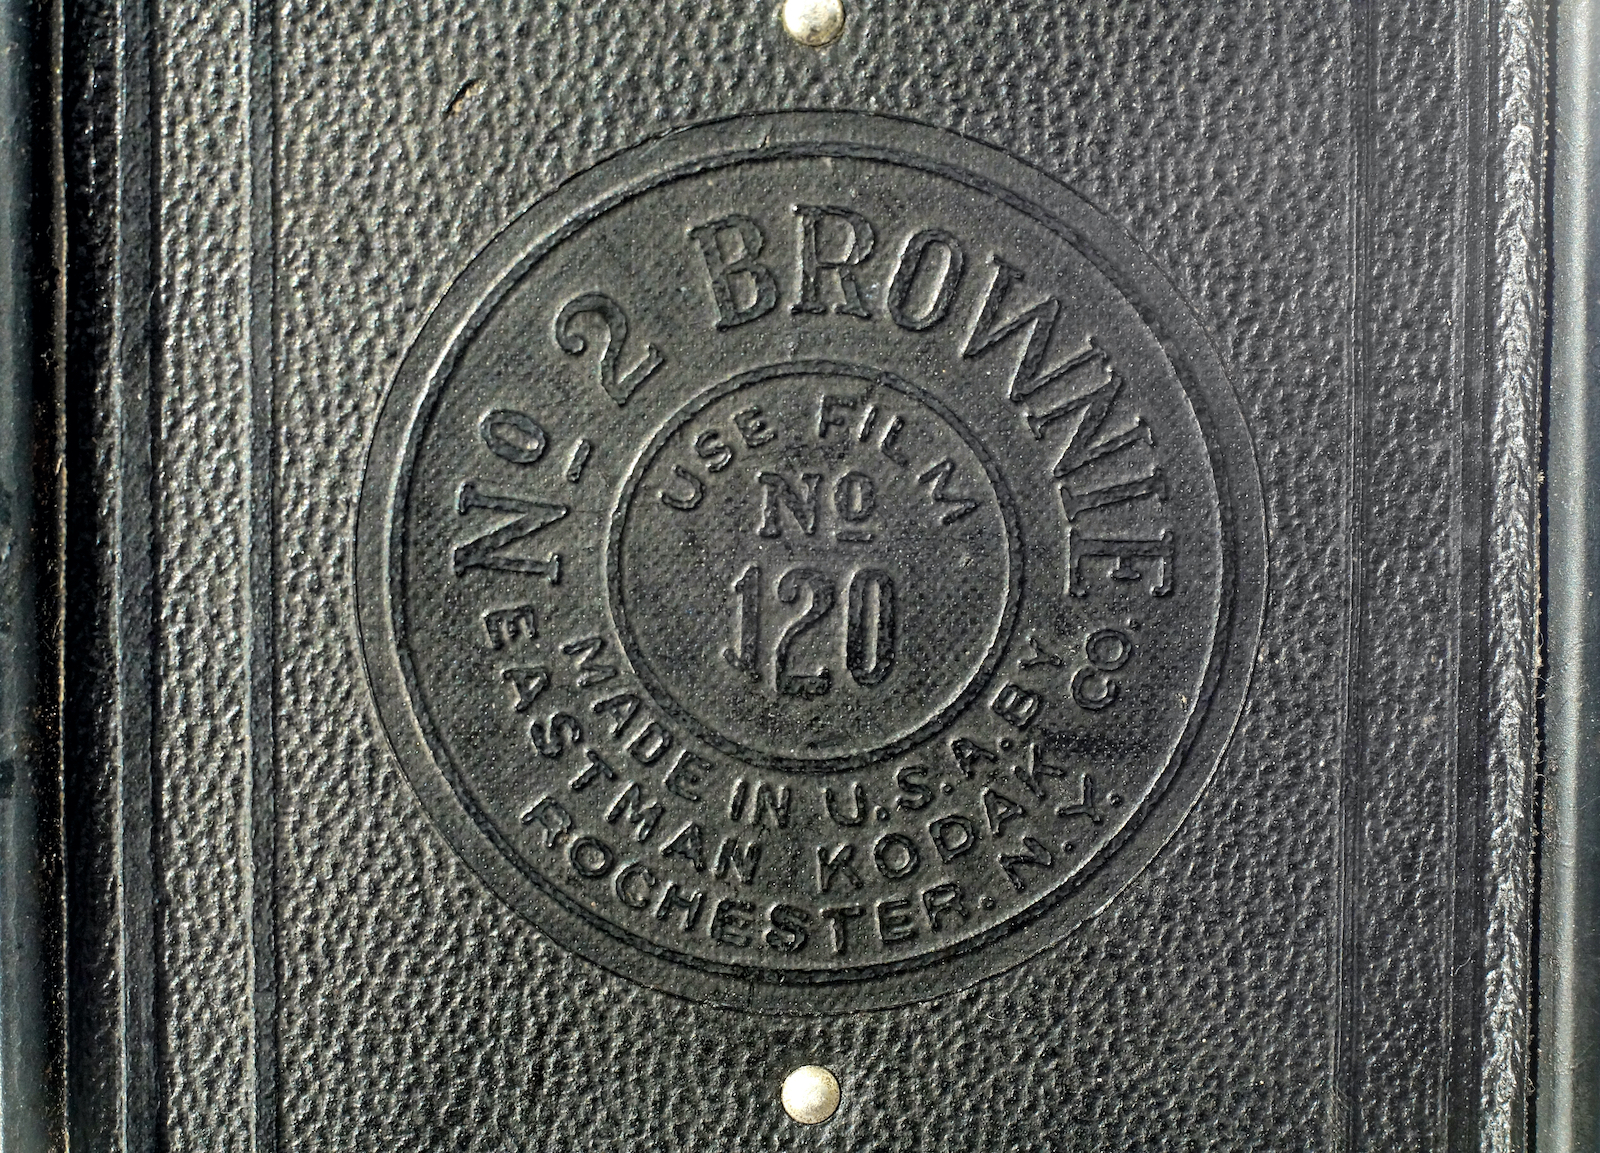 No. 2 BROWNIE
USE FILM
No
120
MADE IN U.S.A. BY
EASTMAN KODAK CO.
ROCHESTER. N.Y.